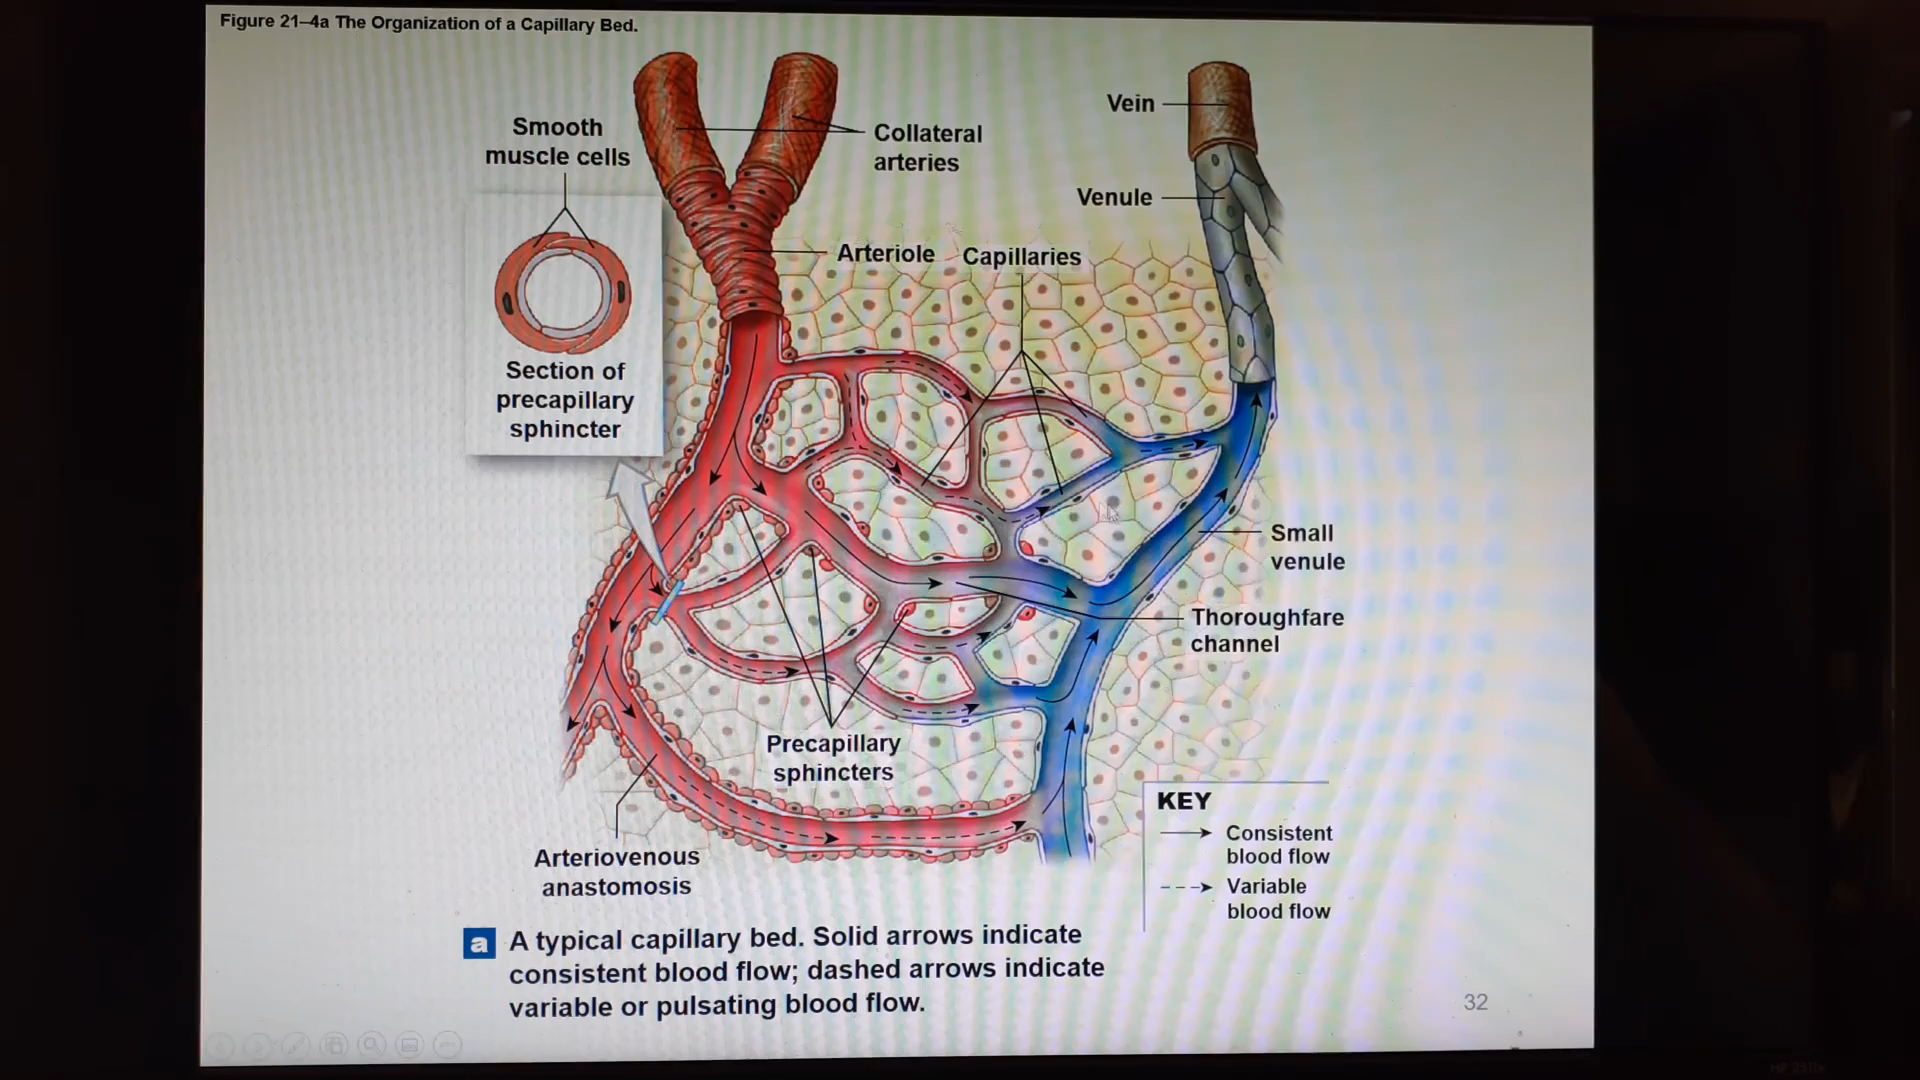 Figure 21–4a The Organization of a Capillary Bed.
Smooth
muscle cells
Collateral
arteries
Vein
Venule
Arteriole
Capillaries
Section of
precapillary
sphincter
Small
venule
Thoroughfare
channel
Precapillary
sphincters
Arteriovenous
anastomosis
KEY
Consistent
blood flow
Variable
blood flow
a A typical capillary bed. Solid arrows indicate
consistent blood flow; dashed arrows indicate
variable or pulsating blood flow.
32